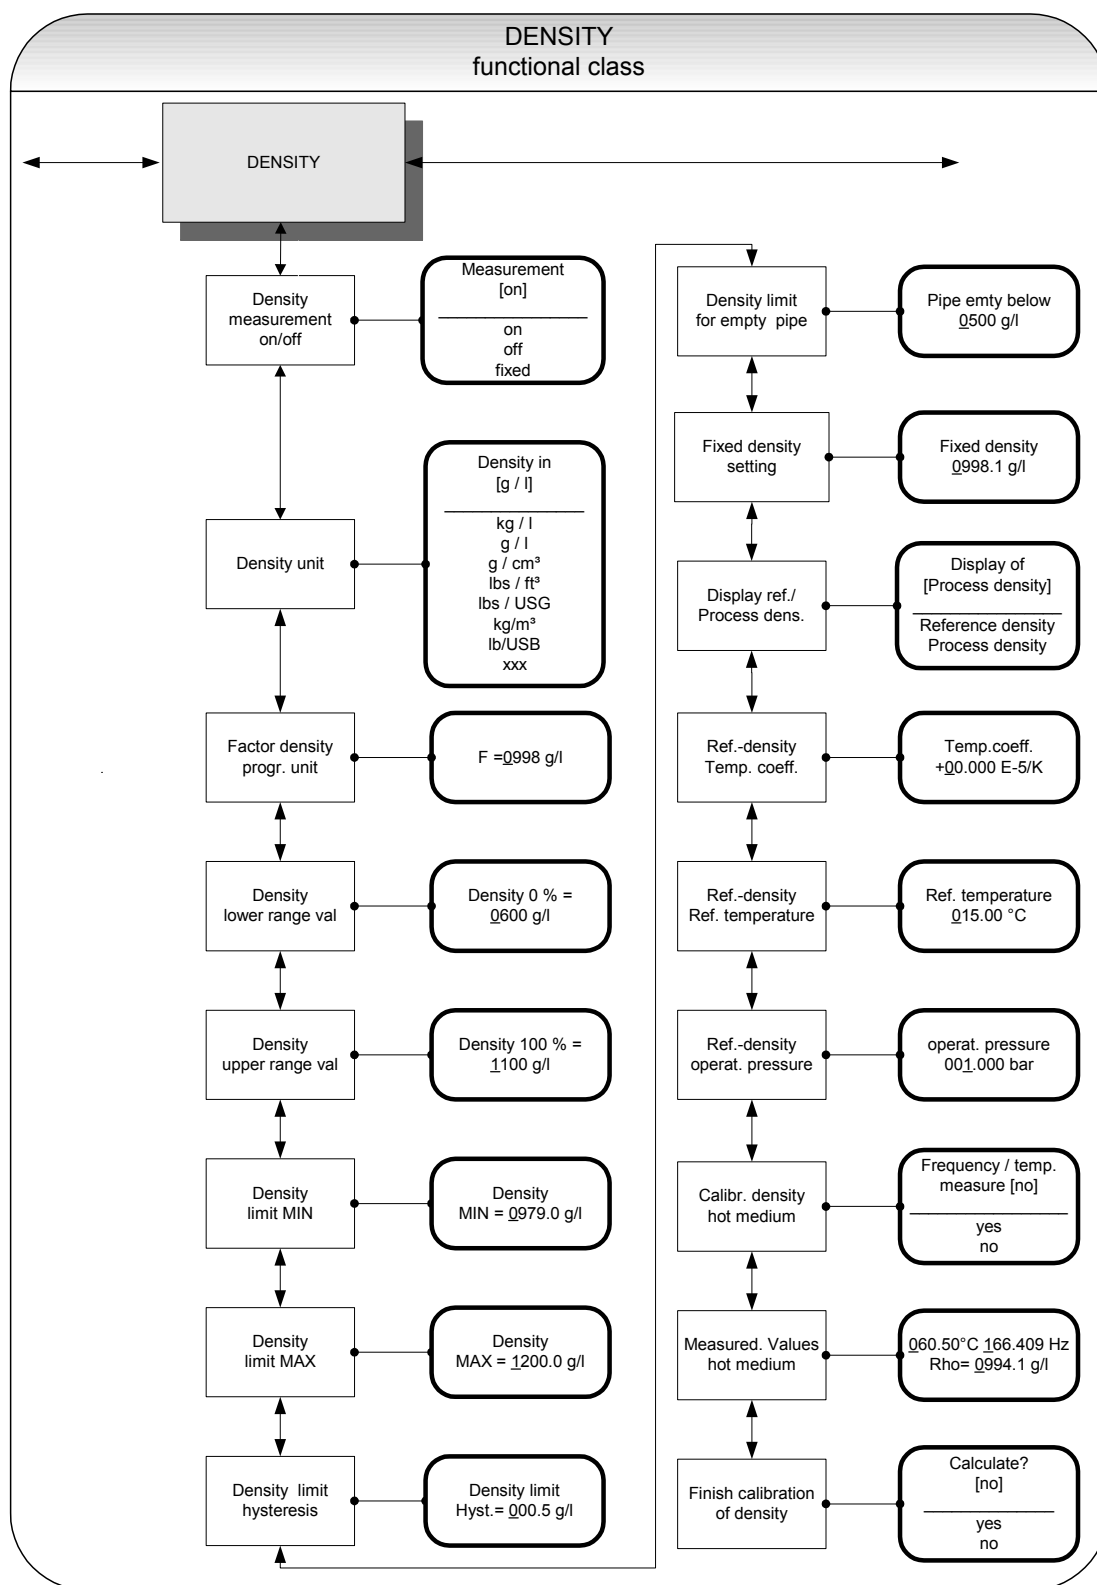 DENSITY
functional class
DENSITY
Density
measurement
on/off
Measurement
[on]
on
off
fixed
Density unit
Density in
[g / l]
kg / l
g / l
g / cm³
lbs / ft³
lbs / USG
kg/m³
lb/USB
xxx
Factor density
progr. unit
F =0998 g/l
Density
lower range val
Density 0 % =
0600 g/l
Density
upper range val
Density 100 % =
1100 g/l
Density
limit MIN
Density
MIN = 0979.0 g/l
Density
limit MAX
Density
MAX = 1200.0 g/l
Density limit
hysteresis
Density limit
Hyst.= 000.5 g/l
Density limit
for empty pipe
Pipe emty below
0500 g/l
Fixed density
setting
Fixed density
0998.1 g/l
Display ref./
Process dens.
Display of
[Process density]
Reference density
Process density
Ref.-density
Temp. coeff.
Temp.coeff.
+00.000 E-5/K
Ref.-density
Ref. temperature
Ref. temperature
015.00 °C
Ref.-density
operat. pressure
operat. pressure
001.000 bar
Calibr. density
hot medium
Frequency / temp.
measure [no]
yes
no
Measured. Values
hot medium
060.50°C 166.409 Hz
Rho= 0994.1 g/l
Finish calibration
of density
Calculate?
[no]
yes
no